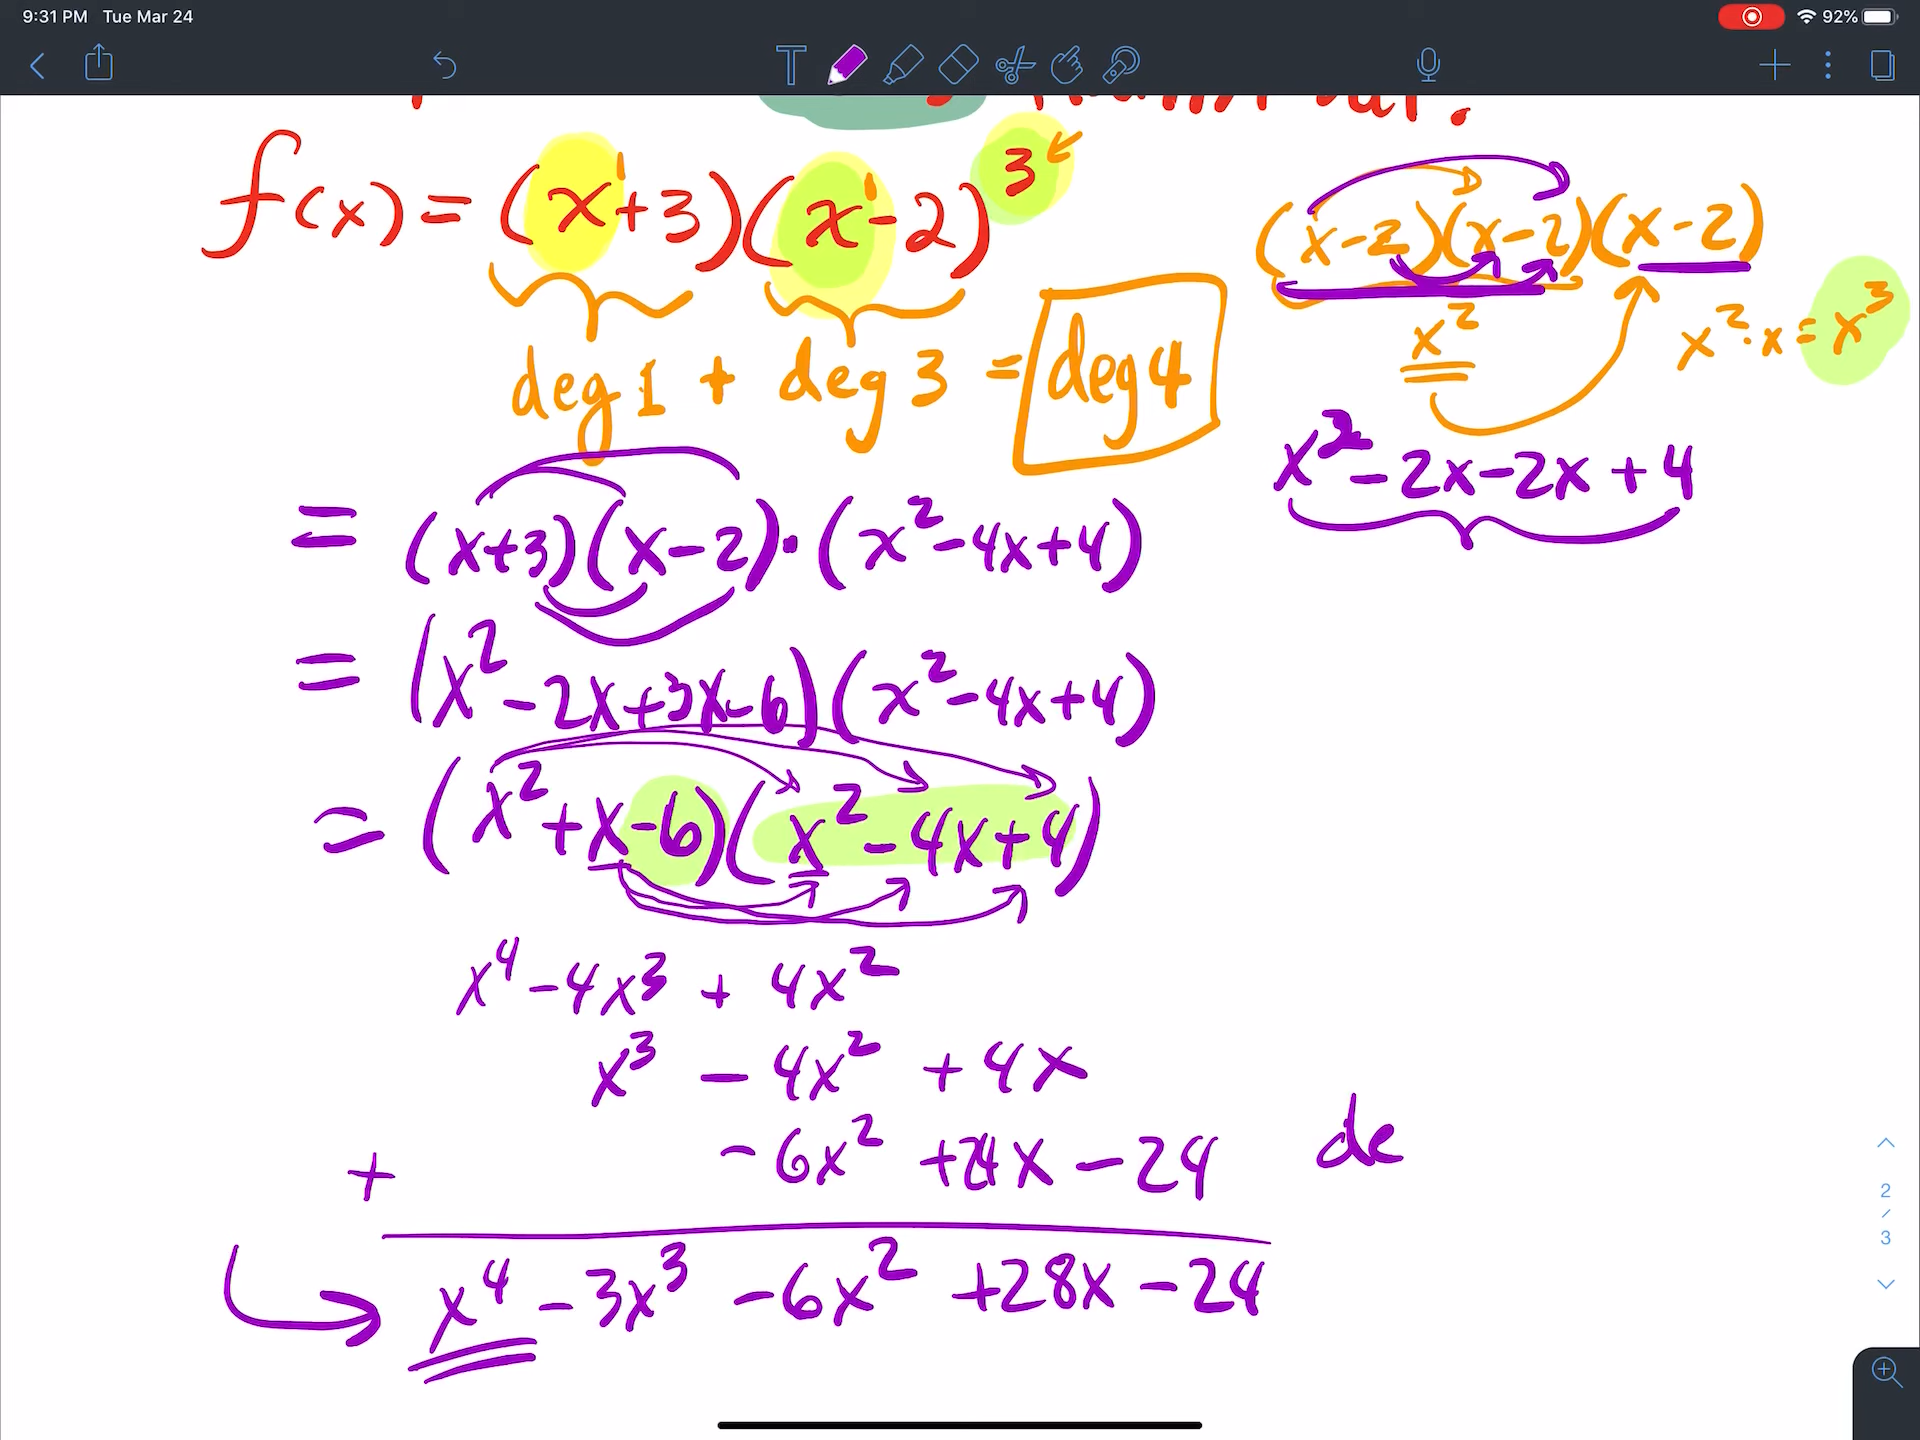 9:31 PM Tue Mar 24
92%
f(x) = (x¹+3)(x¹-2)³
(x-2)(x-2)(x-2)
x²
x²·x = x³
deg 1 + deg 3 = deg 4
x²-2x-2x+4
= (x+3)(x-2)·(x²-4x+4)
= (x²-2x+3x-6)(x²-4x+4)
= (x²+x-6)(x²-4x+4)
x⁴-4x³ + 4x²
x³ - 4x² + 4x
+ -6x² +24x -24
de
x⁴ -3x³ -6x² +28x -24
2
/
3